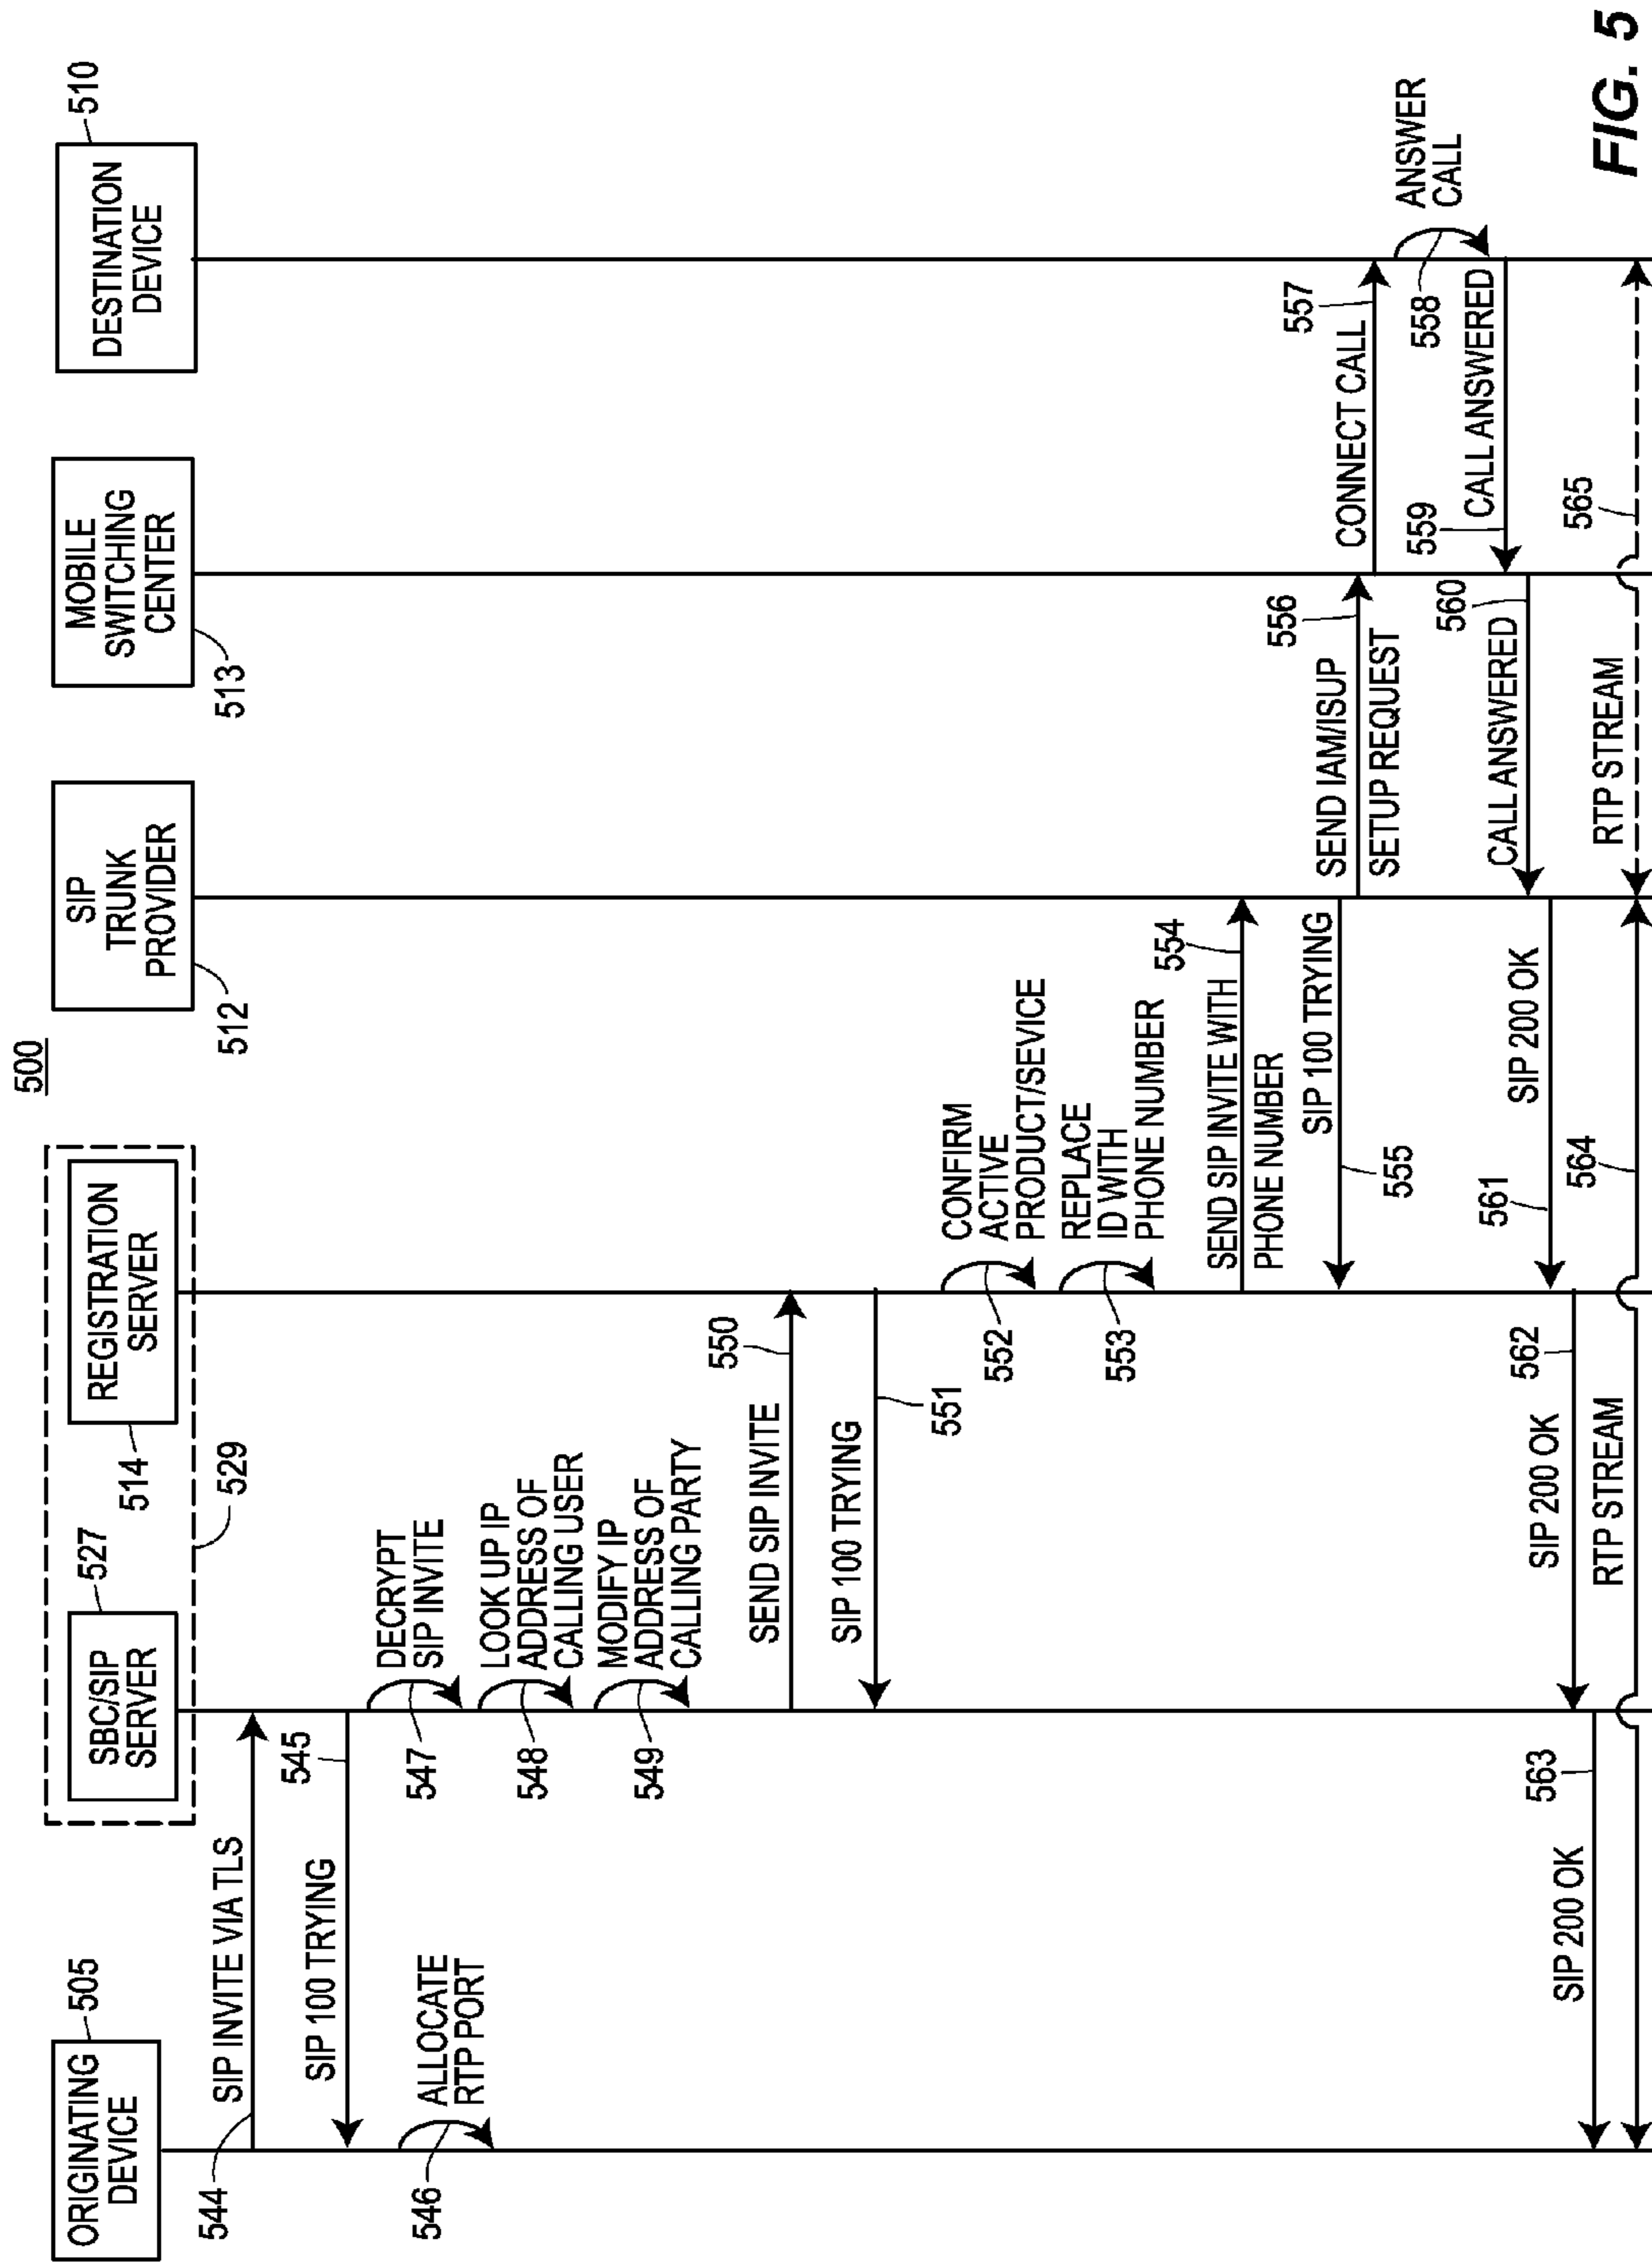 500
ORIGINATING
DEVICE
505
SBC/SIP
SERVER
527
REGISTRATION
SERVER
514
529
SIP
TRUNK
PROVIDER
512
MOBILE
SWITCHING
CENTER
513
DESTINATION
DEVICE
510
SIP INVITE VIA TLS
544
SIP 100 TRYING
545
ALLOCATE
RTP PORT
546
DECRYPT
SIP INVITE
547
LOOK UP IP
ADDRESS OF
CALLING USER
548
MODIFY IP
ADDRESS OF
CALLING PARTY
549
SEND SIP INVITE
550
SIP 100 TRYING
551
CONFIRM
ACTIVE
PRODUCT/SEVICE
552
REPLACE
ID WITH
PHONE NUMBER
553
SEND SIP INVITE WITH
PHONE NUMBER
554
SIP 100 TRYING
555
SEND IAM/ISUP
SETUP REQUEST
556
CONNECT CALL
557
ANSWER
CALL
558
CALL ANSWERED
559
CALL ANSWERED
560
SIP 200 OK
561
SIP 200 OK
562
SIP 200 OK
563
RTP STREAM
564
RTP STREAM
565
FIG. 5